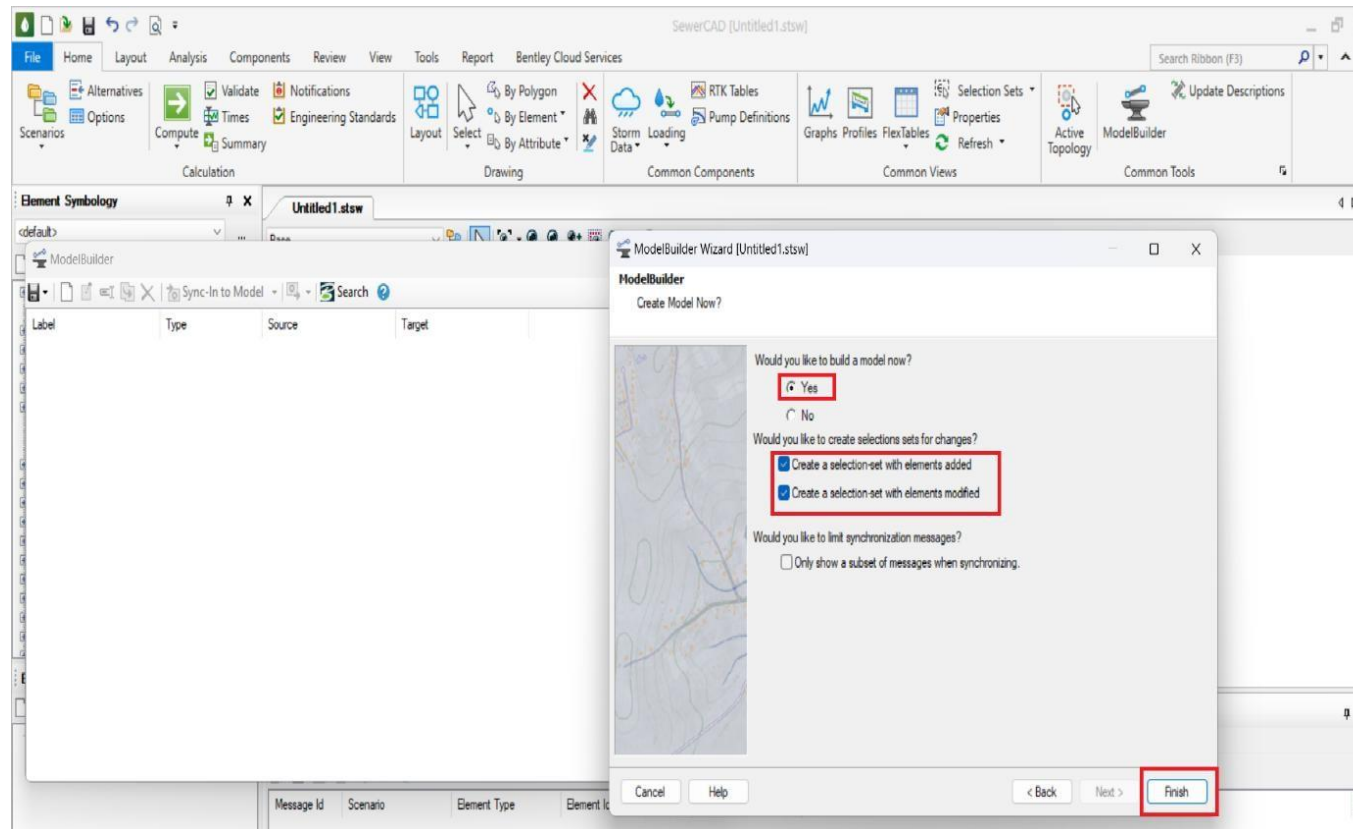 SewerCAD [Untitled1.stsw]
File Home Layout Analysis Components Review View Tools Report Bentley Cloud Services Search Ribbon (F3)
Scenarios
Alternatives
Options
Compute
Validate
Times
Summary
Notifications
Engineering Standards
Calculation
Layout
Select
By Polygon
By Element
By Attribute
Drawing
Storm Data
Loading
RTK Tables
Pump Definitions
Common Components
Graphs Profiles FlexTables
Selection Sets
Properties
Refresh
Common Views
Active Topology
ModelBuilder
Update Descriptions
Common Tools
Element Symbology
Untitled1.stsw
<default>
...
ModelBuilder
Sync-In to Model
Search
Label Type Source Target
ModelBuilder Wizard [Untitled1.stsw]
ModelBuilder
Create Model Now?
Would you like to build a model now?
Yes
No
Would you like to create selections sets for changes?
Create a selection-set with elements added
Create a selection-set with elements modified
Would you like to limit synchronization messages?
Only show a subset of messages when synchronizing.
Cancel Help < Back Next > Finish
Message Id Scenario Element Type